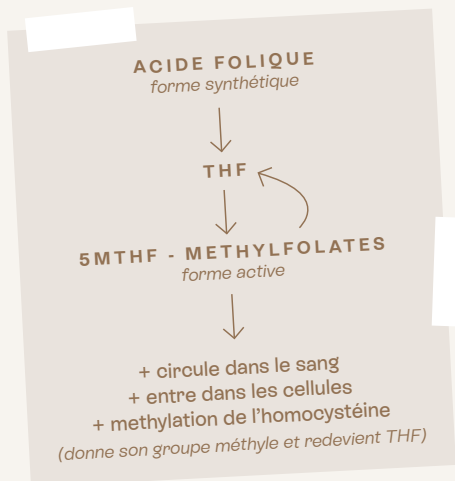 ACIDE FOLIQUE
forme synthétique
THF
5MTHF - METHYLFOLATES
forme active
+ circule dans le sang
+ entre dans les cellules
+ methylation de l'homocystéine
(donne son groupe méthyle et redevient THF)